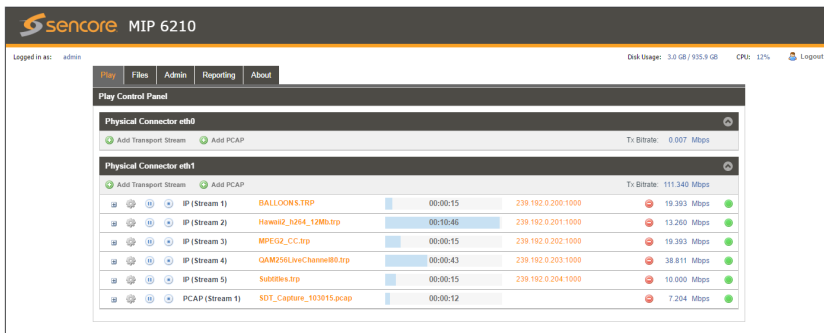 sencore MIP 6210
Logged in as: admin Disk Usage: 3.0 GB / 935.9 GB CPU: 12% Logout
Play Files Admin Reporting About
Play Control Panel
Physical Connector eth0
Add Transport Stream Add PCAP Tx Bitrate: 0.007 Mbps
Physical Connector eth1
Add Transport Stream Add PCAP Tx Bitrate: 111.340 Mbps
IP (Stream 1) BALLOONS.TRP 00:00:15 239.192.0.200:1000 19.393 Mbps
IP (Stream 2) Hawaii2_h264_12Mb.trp 00:10:46 239.192.0.201:1000 13.260 Mbps
IP (Stream 3) MPEG2_CC.trp 00:00:15 239.192.0.202:1000 19.393 Mbps
IP (Stream 4) QAM256LiveChannel80.trp 00:00:43 239.192.0.203:1000 38.811 Mbps
IP (Stream 5) Subtitles.trp 00:00:15 239.192.0.204:1000 10.000 Mbps
PCAP (Stream 1) SDT_Capture_103015.pcap 00:00:12 7.204 Mbps